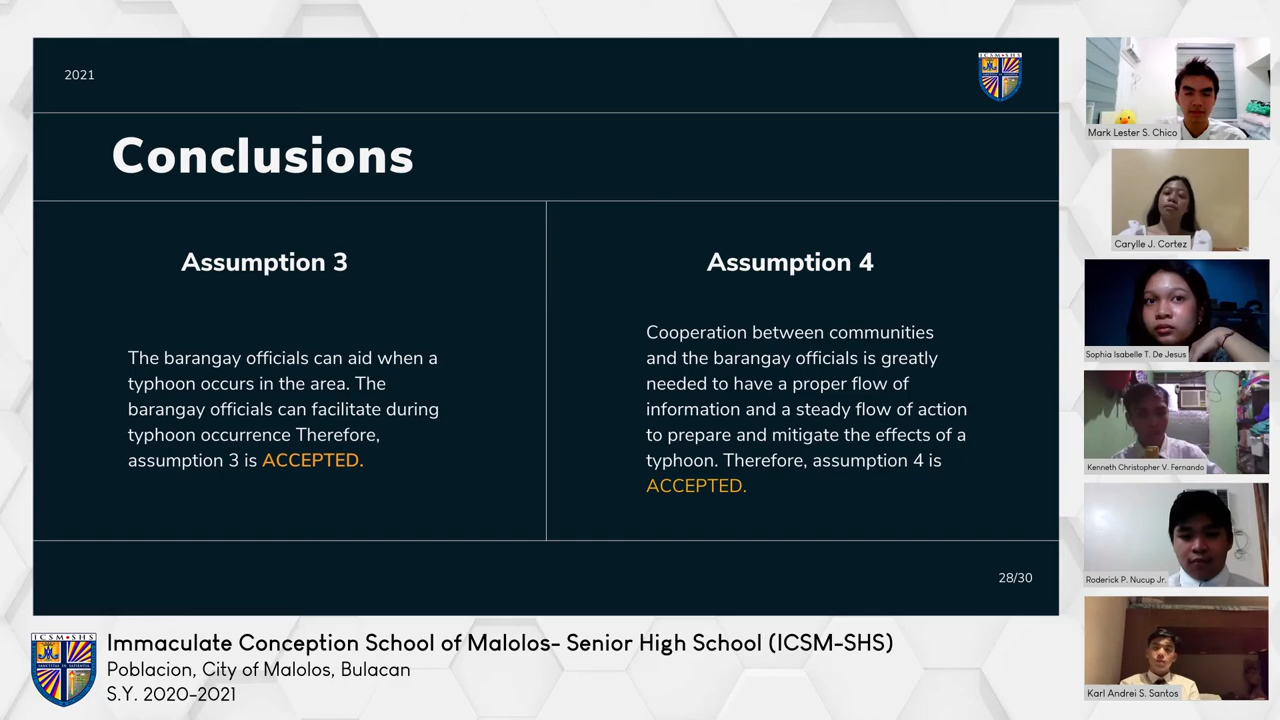 2021
ICSM•SHS
Conclusions
Assumption 3
The barangay officials can aid when a
typhoon occurs in the area. The
barangay officials can facilitate during
typhoon occurrence Therefore,
assumption 3 is ACCEPTED.
Assumption 4
Cooperation between communities
and the barangay officials is greatly
needed to have a proper flow of
information and a steady flow of action
to prepare and mitigate the effects of a
typhoon. Therefore, assumption 4 is
ACCEPTED.
28/30
Mark Lester S. Chico
Carylle J. Cortez
Sophia Isabelle T. De Jesus
Kenneth Christopher V. Fernando
Roderick P. Nucup Jr.
Karl Andrei S. Santos
ICSM•SHS
Immaculate Conception School of Malolos- Senior High School (ICSM-SHS)
Poblacion, City of Malolos, Bulacan
S.Y. 2020-2021